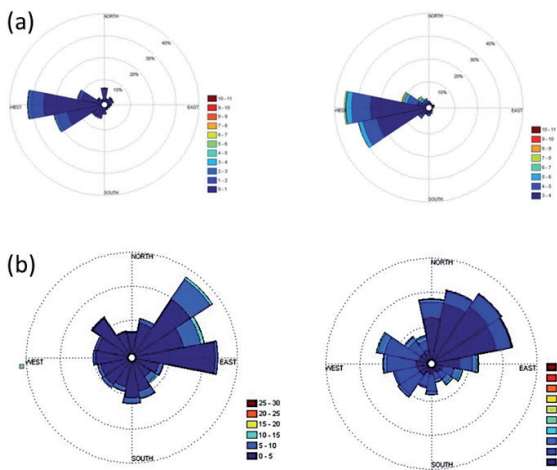 (a)
NORTH
40%
30%
20%
10%
WEST
EAST
SOUTH
10 - 11
9 - 10
8 - 9
7 - 8
6 - 7
5 - 6
4 - 5
3 - 4
2 - 3
1 - 2
0 - 1
NORTH
40%
30%
20%
10%
WEST
EAST
SOUTH
10 - 11
9 - 10
8 - 9
7 - 8
6 - 7
5 - 6
4 - 5
3 - 4
(b)
NORTH
WEST
EAST
SOUTH
25 - 30
20 - 25
15 - 20
10 - 15
5 - 10
0 - 5
NORTH
WEST
EAST
SOUTH